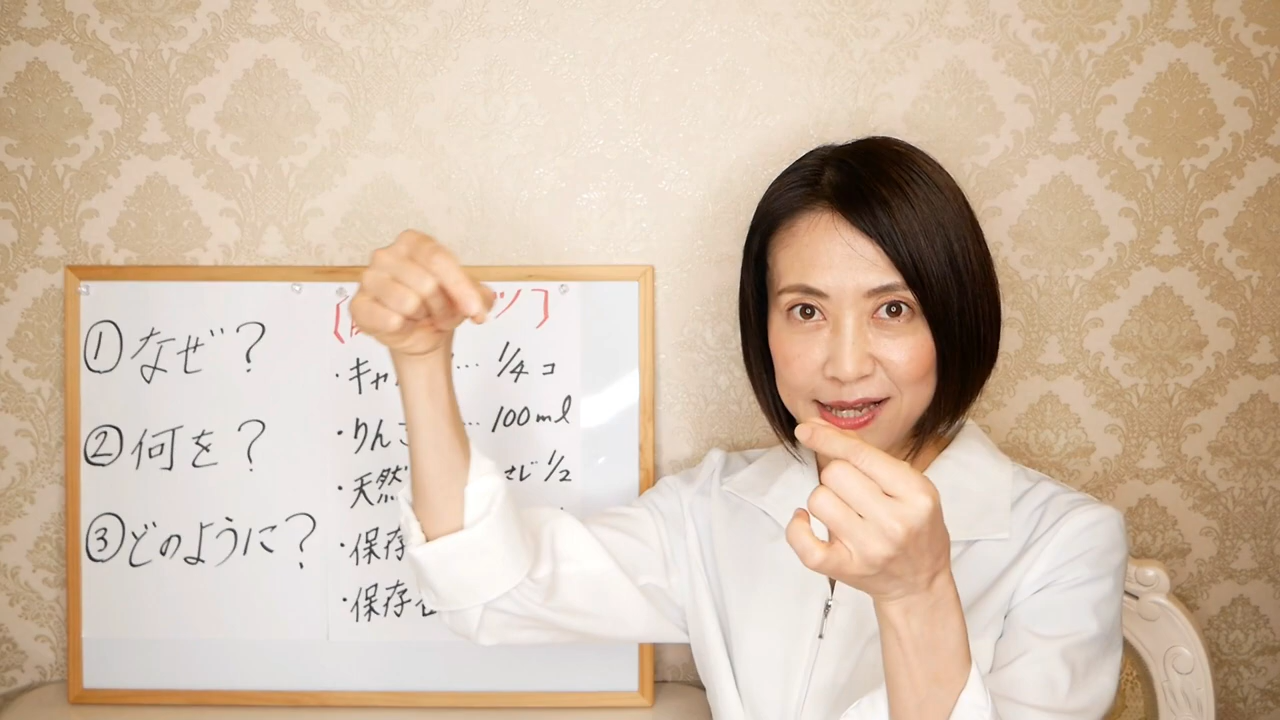 ① なぜ?
② 何を?
③ どのように?
ツ〕
・キャ … 1/4コ
・りんご … 100ml
・天然 さじ 1/2
・保存
・保存